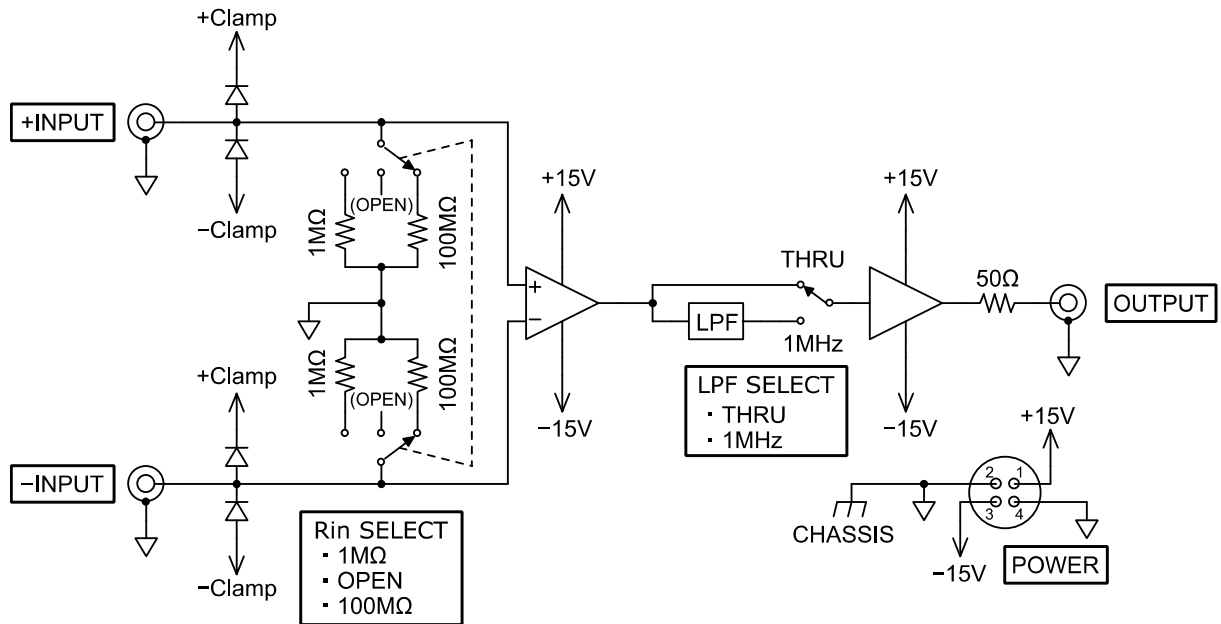 +Clamp
+INPUT
−Clamp
1MΩ
(OPEN)
100MΩ
1MΩ
(OPEN)
100MΩ
+Clamp
−INPUT
−Clamp
Rin SELECT
· 1MΩ
· OPEN
· 100MΩ
+15V
+
−
−15V
THRU
LPF
1MHz
LPF SELECT
· THRU
· 1MHz
+15V
−15V
50Ω
OUTPUT
+15V
2 1
3 4
CHASSIS
−15V
POWER